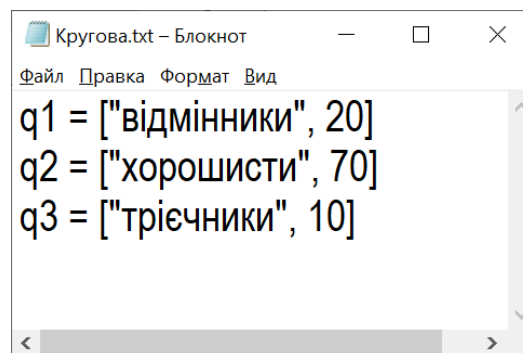 Кругова.txt – Блокнот
Файл Правка Формат Вид
q1 = ["відмінники", 20]
q2 = ["хорошисти", 70]
q3 = ["трієчники", 10]